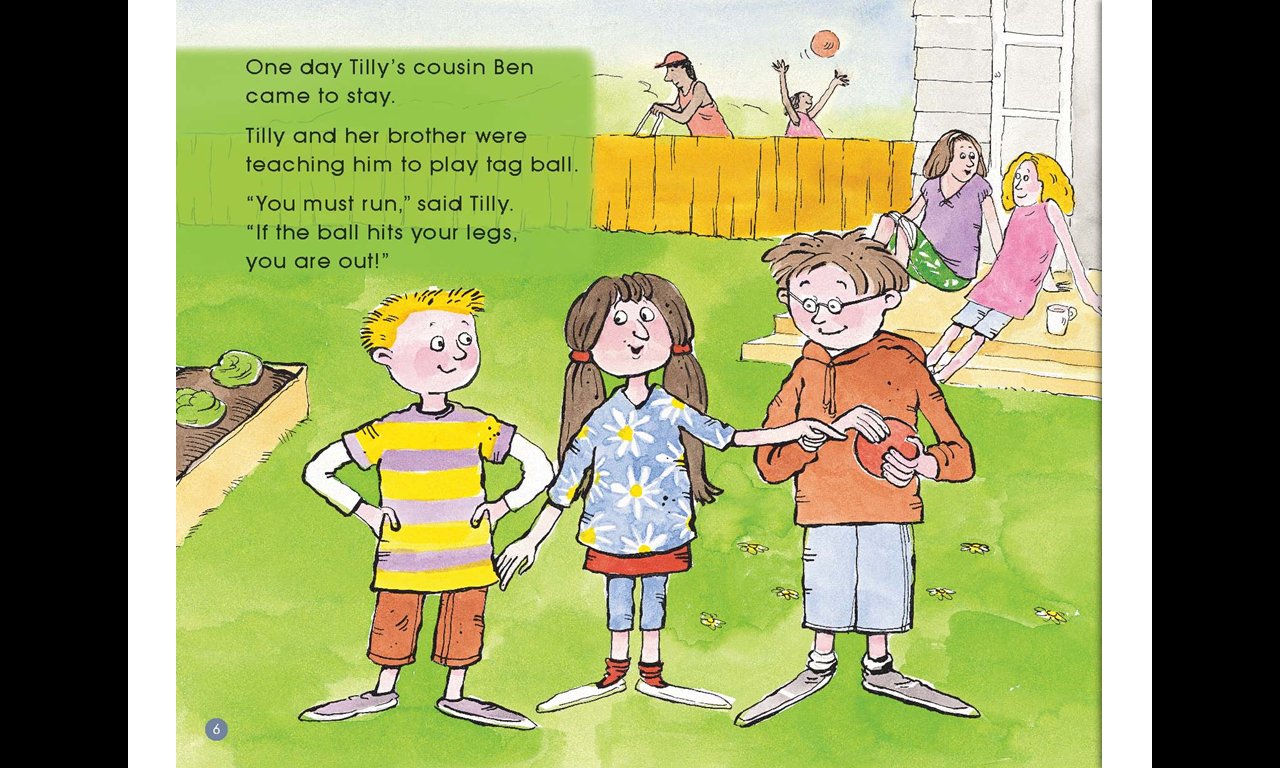 One day Tilly’s cousin Ben
came to stay.
Tilly and her brother were
teaching him to play tag ball.
“You must run,” said Tilly.
“If the ball hits your legs,
you are out!”
6